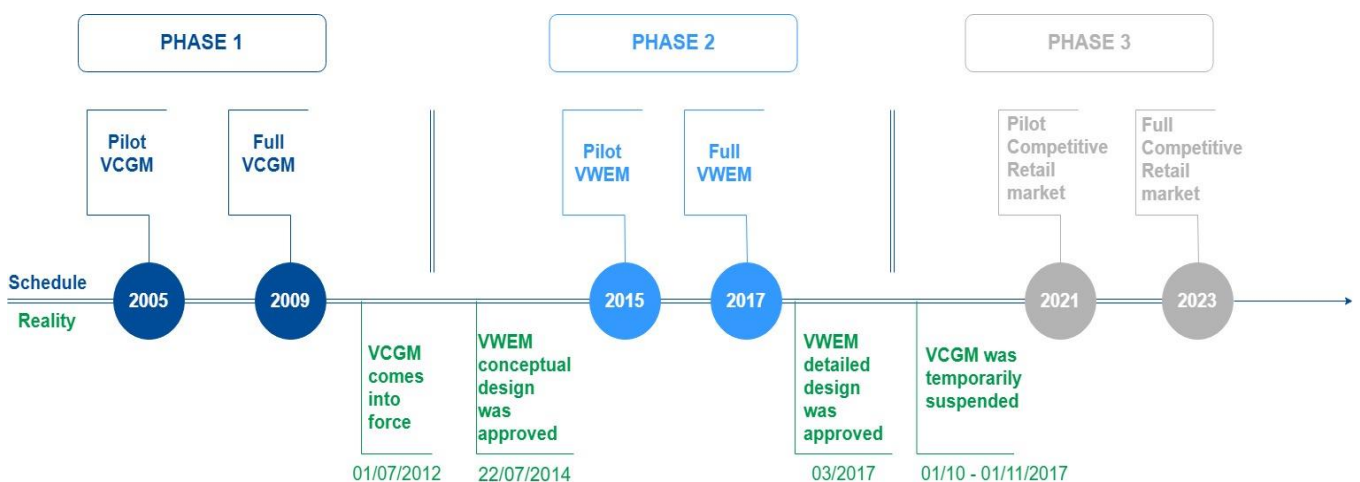 PHASE 1
PHASE 2
PHASE 3
Pilot
VCGM
Full
VCGM
Pilot
VWEM
Full
VWEM
Pilot
Competitive
Retail
market
Full
Competitive
Retail
market
Schedule
2005
2009
2015
2017
2021
2023
Reality
VCGM
comes
into
force
01/07/2012
VWEM
conceptual
design
was
approved
22/07/2014
VWEM
detailed
design
was
approved
03/2017
VCGM was
temporarily
suspended
01/10 - 01/11/2017